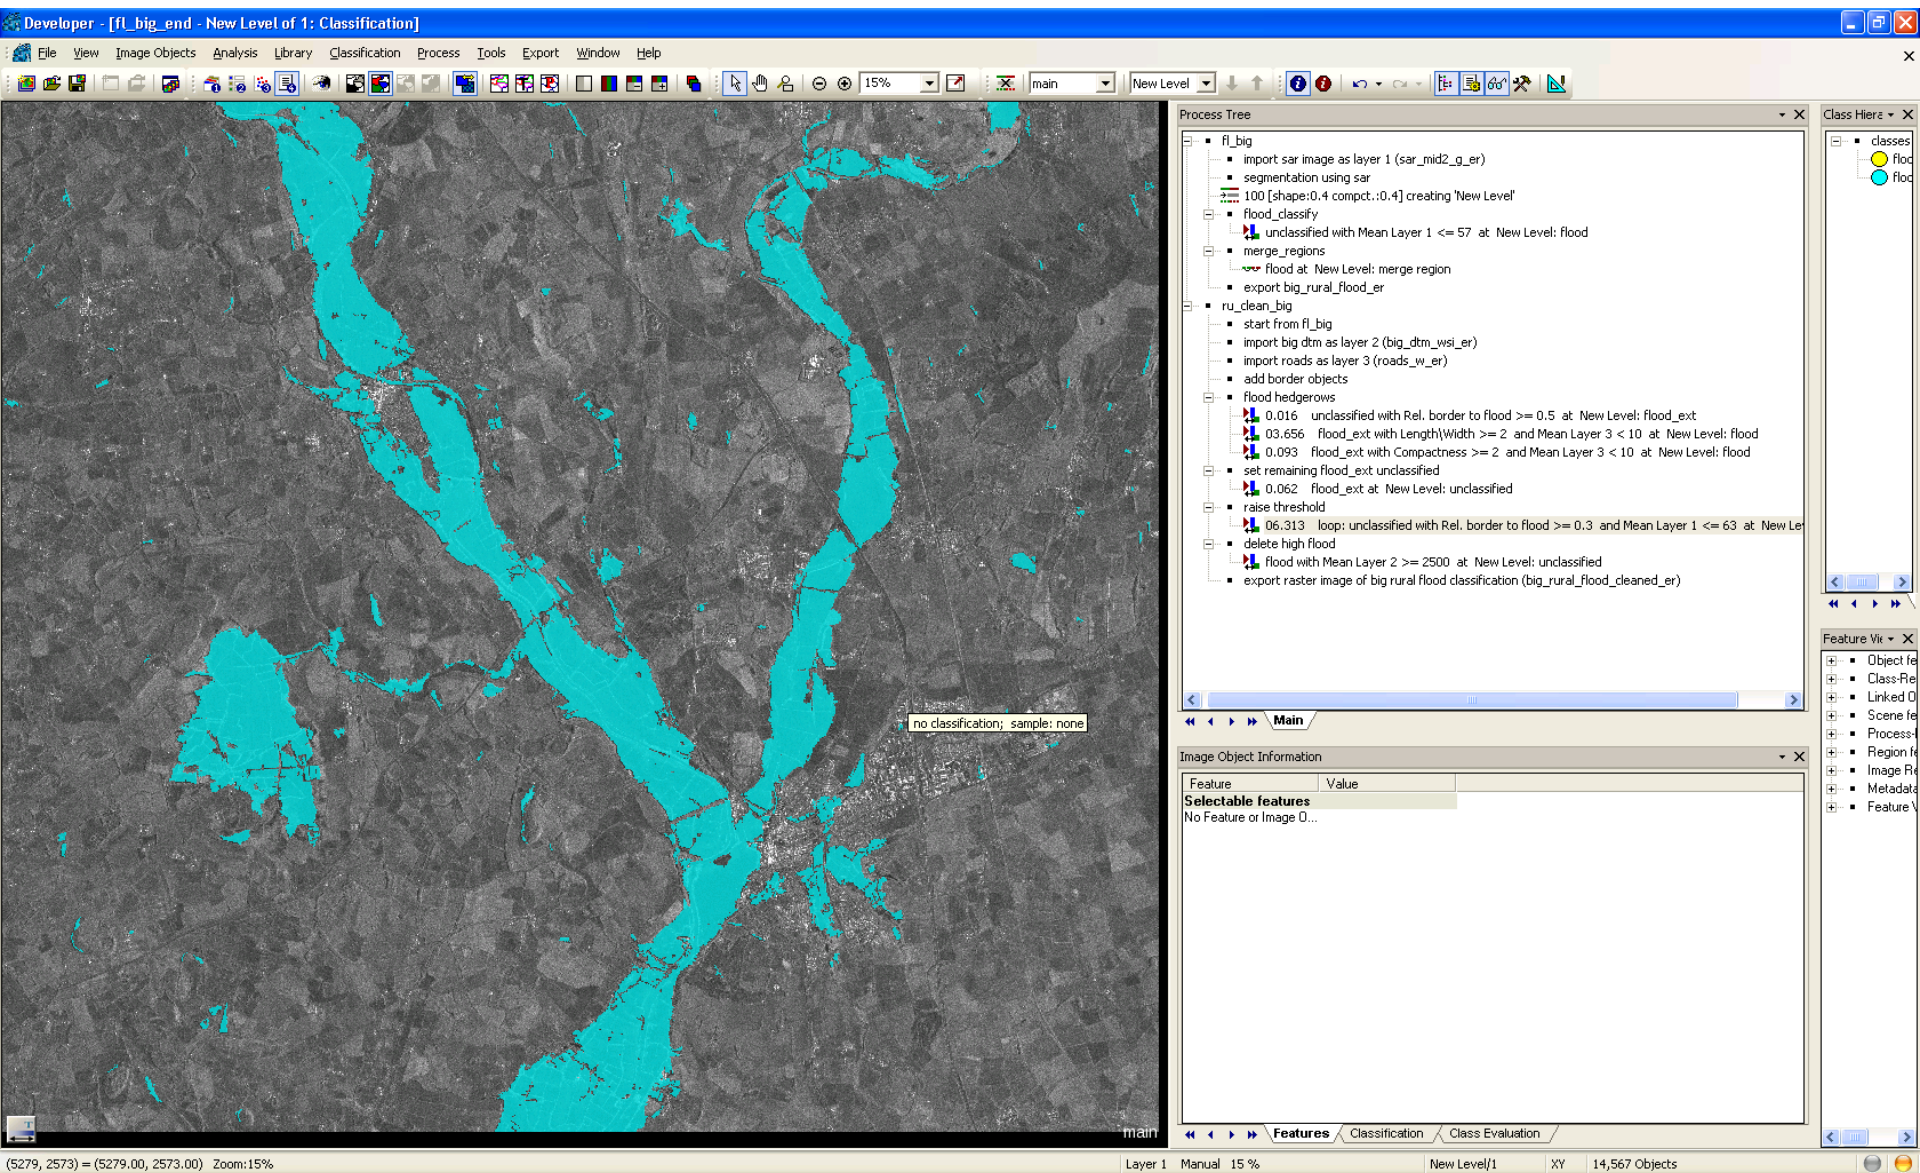 Developer - [fl_big_end - New Level of 1: Classification]
File View Image Objects Analysis Library Classification Process Tools Export Window Help
15% main New Level
Process Tree
fl_big
import sar image as layer 1 (sar_mid2_g_er)
segmentation using sar
100 [shape:0.4 compct.:0.4] creating 'New Level'
flood_classify
unclassified with Mean Layer 1 <= 57 at New Level: flood
merge_regions
flood at New Level: merge region
export big_rural_flood_er
ru_clean_big
start from fl_big
import big dtm as layer 2 (big_dtm_wsi_er)
import roads as layer 3 (roads_w_er)
add border objects
flood hedgerows
0.016 unclassified with Rel. border to flood >= 0.5 at New Level: flood_ext
03.656 flood_ext with Length\Width >= 2 and Mean Layer 3 < 10 at New Level: flood
0.093 flood_ext with Compactness >= 2 and Mean Layer 3 < 10 at New Level: flood
set remaining flood_ext unclassified
0.062 flood_ext at New Level: unclassified
raise threshold
06.313 loop: unclassified with Rel. border to flood >= 0.3 and Mean Layer 1 <= 63 at New Le
delete high flood
flood with Mean Layer 2 >= 2500 at New Level: unclassified
export raster image of big rural flood classification (big_rural_flood_cleaned_er)
Main
Class Hiera
classes
floo
floo
Feature Vie
Object fe
Class-Re
Linked O
Scene fe
Process-
Region fe
Image Re
Metadata
Feature
no classification; sample: none
Image Object Information
Feature Value
Selectable features
No Feature or Image O...
main
Features Classification Class Evaluation
(5279, 2573) = (5279.00, 2573.00) Zoom:15% Layer 1 Manual 15 % New Level/1 XY 14,567 Objects